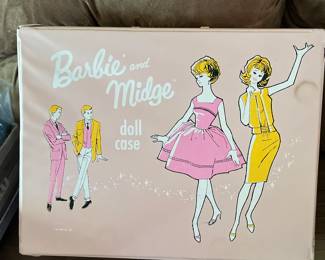 Barbie and
Midge
doll
case